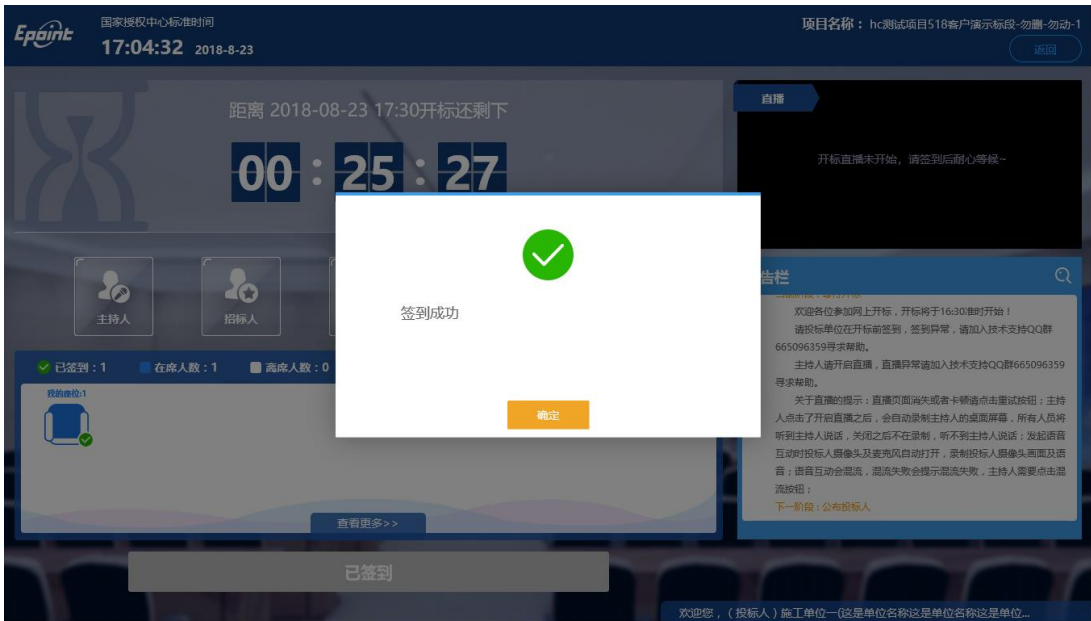 Epoint
国家授权中心标准时间
17:04:32 2018-8-23
项目名称：hc测试项目518客户演示标段-勿删-勿动-1
返回
距离 2018-08-23 17:30开标还剩下
00 : 25 : 27
直播
开标直播未开始，请签到后耐心等候~
主持人
招标人
签到成功
确定
告栏
欢迎各位参加网上开标，开标将于16:30准时开始！
请投标单位在开标前签到，签到异常，请加入技术支持QQ群
665096359寻求帮助。
主持人请开启直播，直播异常请加入技术支持QQ群665096359
寻求帮助。
关于直播的提示：直播页面消失或者卡顿请点击重试按钮；主持
人点击了开启直播之后，会自动录制主持人的桌面屏幕，所有人员将
听到主持人说话，关闭之后不在录制，听不到主持人说话；发起语音
互动时投标人摄像头及麦克风自动打开，录制投标人摄像头画面及语
音；语音互动会混流，混流失败会提示混流失败，主持人需要点击混
流按钮；
下一阶段：公布投标人
已签到：1 在席人数：1 离席人数：0
我的座位:1
查看更多>>
已签到
欢迎您，（投标人）施工单位一(这是单位名称这是单位名称这是单位...